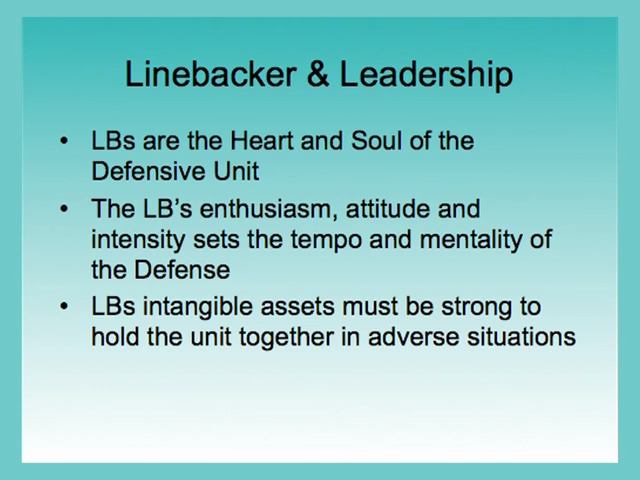 Linebacker & Leadership
• LBs are the Heart and Soul of the
Defensive Unit
• The LB's enthusiasm, attitude and
intensity sets the tempo and mentality of
the Defense
• LBs intangible assets must be strong to
hold the unit together in adverse situations